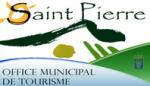 Saint Pierre
OFFICE MUNICIPAL
DE TOURISME